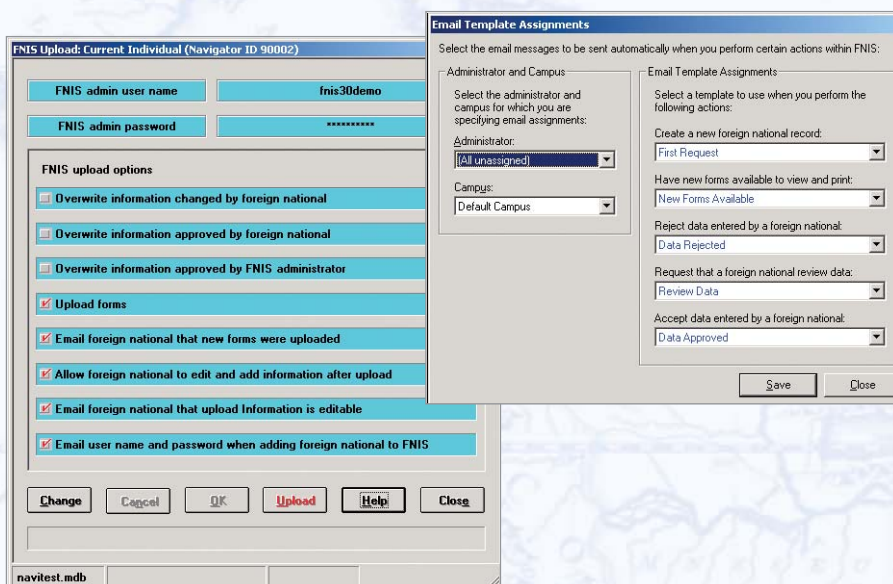 FNIS Upload: Current Individual (Navigator ID 90002)
FNIS admin user name
fnis30demo
FNIS admin password
**********
FNIS upload options
Overwrite information changed by foreign national
Overwrite information approved by foreign national
Overwrite information approved by FNIS administrator
Upload forms
Email foreign national that new forms were uploaded
Allow foreign national to edit and add information after upload
Email foreign national that upload Information is editable
Email user name and password when adding foreign national to FNIS
Change
Cancel
OK
Upload
Help
Close
navitest.mdb
Email Template Assignments
Select the email messages to be sent automatically when you perform certain actions within FNIS:
Administrator and Campus
Select the administrator and
campus for which you are
specifying email assignments:
Administrator:
(All unassigned)
Campus:
Default Campus
Email Template Assignments
Select a template to use when you perform the
following actions:
Create a new foreign national record:
First Request
Have new forms available to view and print:
New Forms Available
Reject data entered by a foreign national:
Data Rejected
Request that a foreign national review data:
Review Data
Accept data entered by a foreign national:
Data Approved
Save
Close